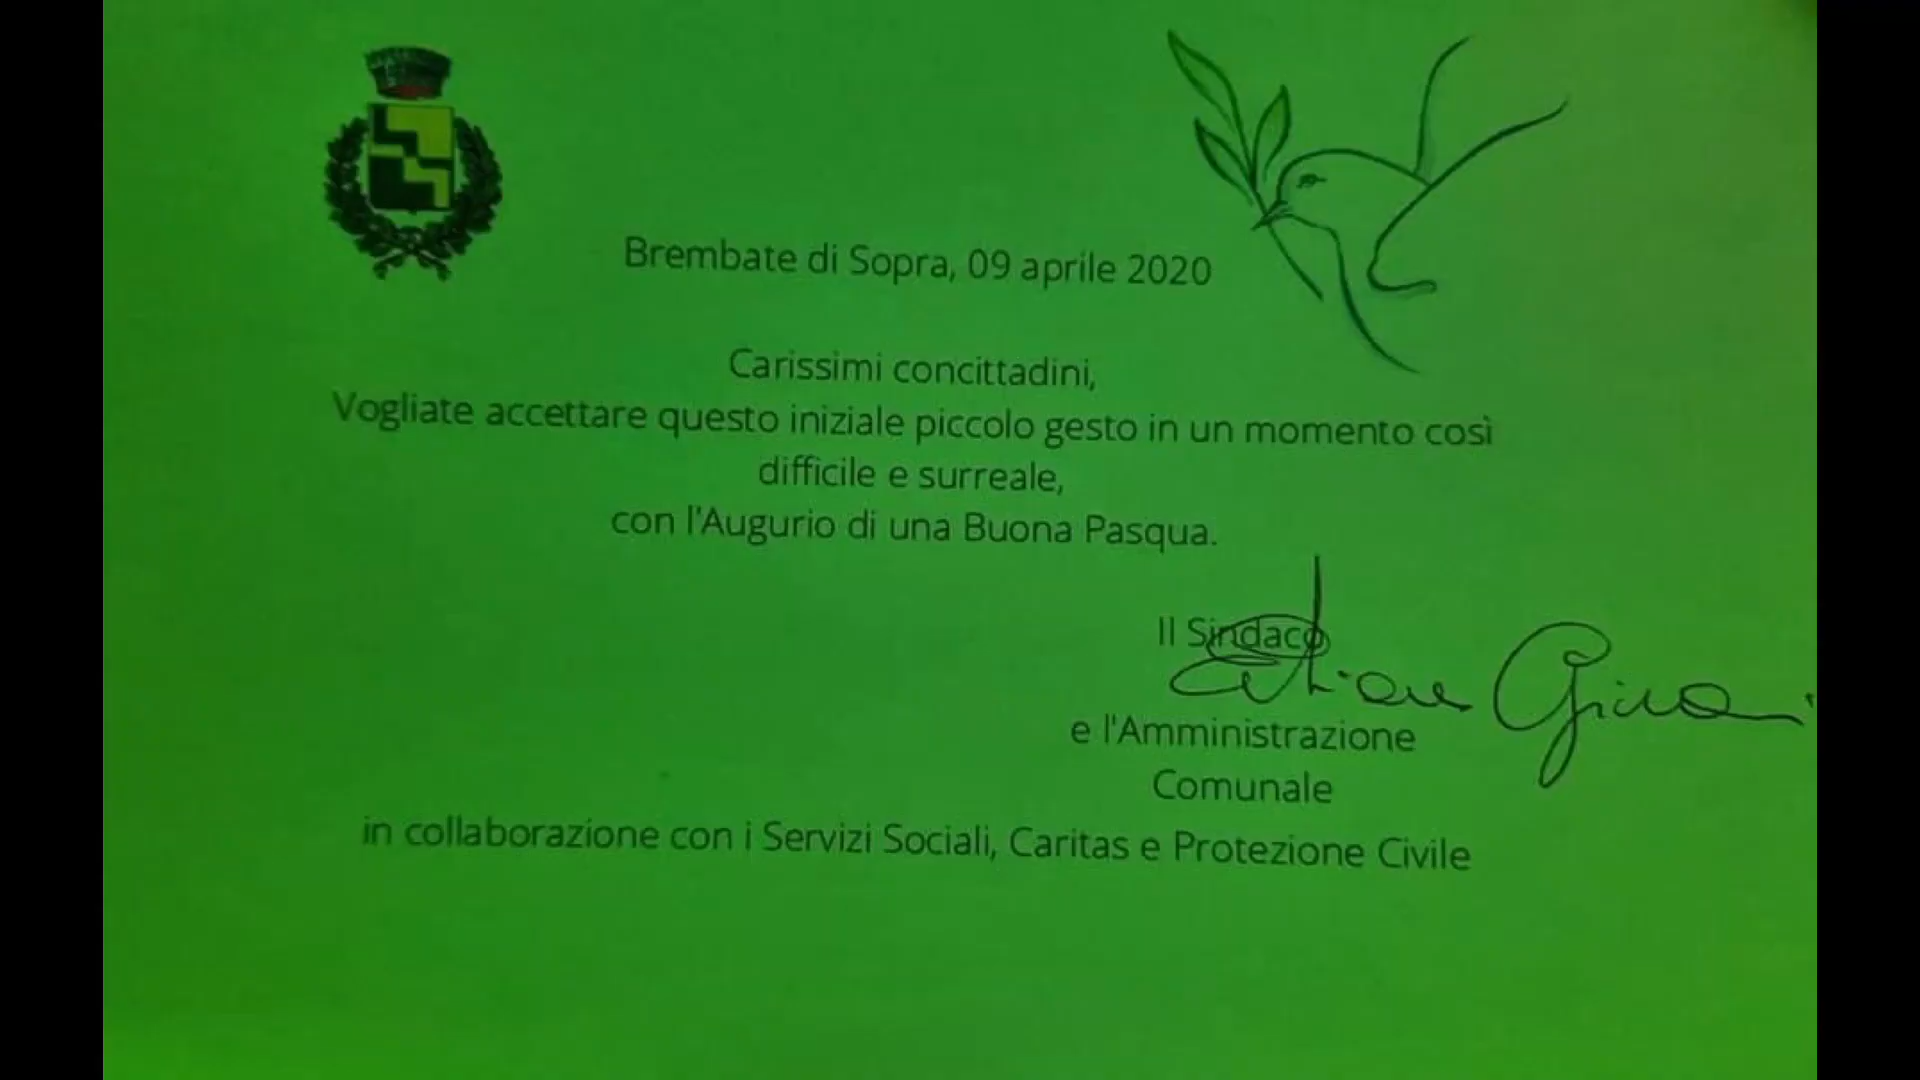 Brembate di Sopra, 09 aprile 2020
Carissimi concittadini,
Vogliate accettare questo iniziale piccolo gesto in un momento così
difficile e surreale,
con l'Augurio di una Buona Pasqua.
Il Sindaco
e l'Amministrazione
Comunale
in collaborazione con i Servizi Sociali, Caritas e Protezione Civile